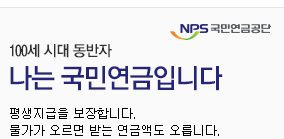 NPS 국민연금공단
100세 시대 동반자
나는 국민연금입니다
평생지급을 보장합니다.
물가가 오르면 받는 연금액도 오릅니다.